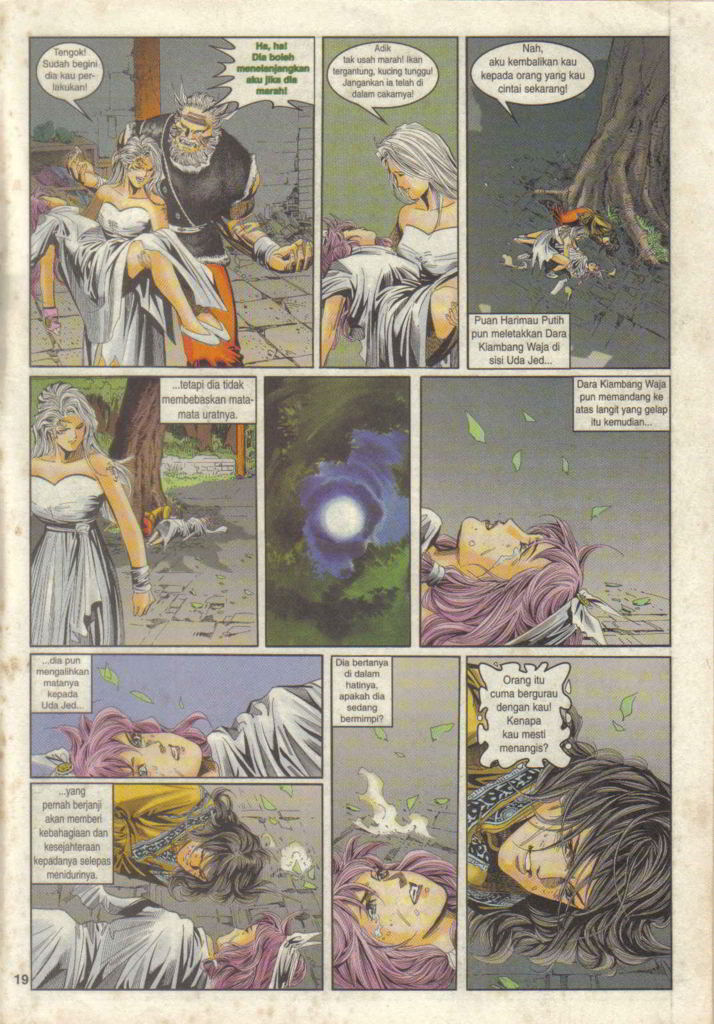 Tengok!
Sudah begini
dia kau per-
lakukan!
Ha, ha!
Dia boleh
menelanjangkan
aku jika dia
marah!
Adik
tak usah marah! Ikan
tergantung, kucing tunggu!
Jangankan ia telah di
dalam cakarnya!
Nah,
aku kembalikan kau
kepada orang yang kau
cintai sekarang!
Puan Harimau Putih
pun meletakkan Dara
Kiambang Waja di
sisi Uda Jed...
...tetapi dia tidak
membebaskan mata-
mata uratnya.
Dara Kiambang Waja
pun memandang ke
atas langit yang gelap
itu kemudian...
...dia pun
mengalihkan
matanya
kepada
Uda Jed...
...yang
pernah berjanji
akan memberi
kebahagiaan dan
kesejahteraan
kepadanya selepas
menidurinya.
Dia bertanya
di dalam
hatinya,
apakah dia
sedang
bermimpi?
Orang itu
cuma bergurau
dengan kau!
Kenapa
kau mesti
menangis?
19